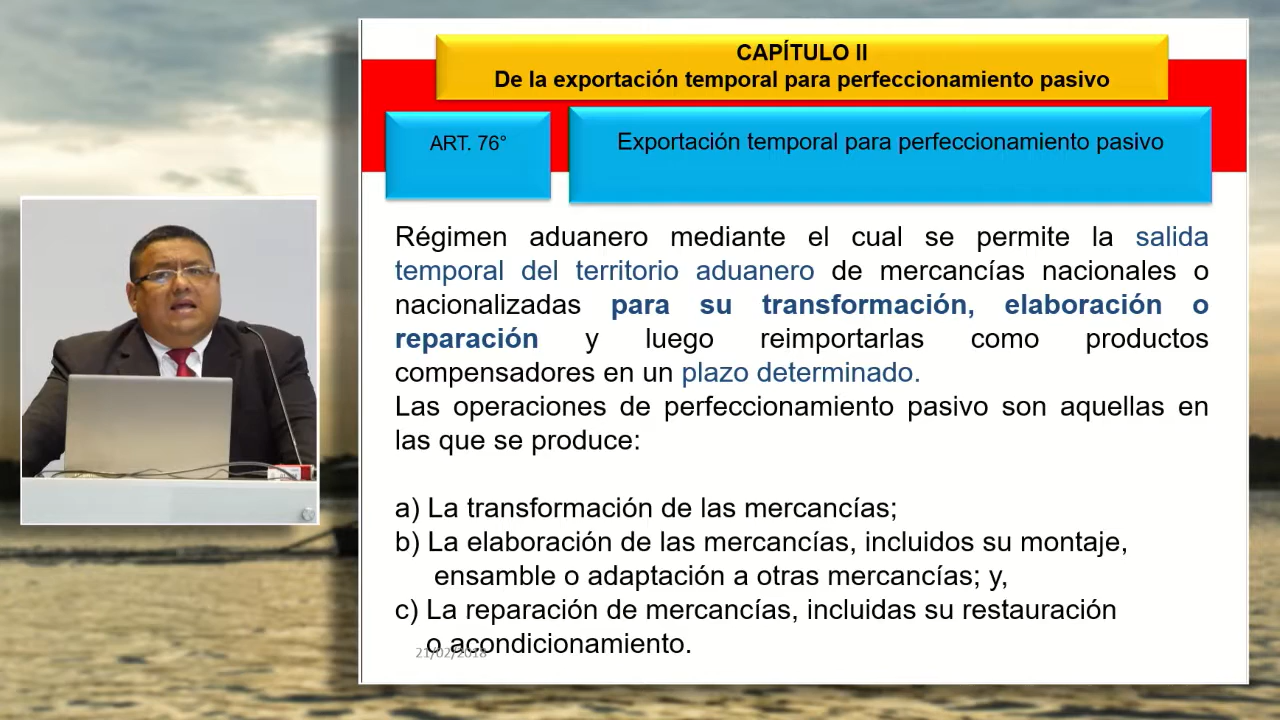 CAPÍTULO II
De la exportación temporal para perfeccionamiento pasivo
ART. 76°
Exportación temporal para perfeccionamiento pasivo
Régimen aduanero mediante el cual se permite la salida
temporal del territorio aduanero de mercancías nacionales o
nacionalizadas para su transformación, elaboración o
reparación y luego reimportarlas como productos
compensadores en un plazo determinado.
Las operaciones de perfeccionamiento pasivo son aquellas en
las que se produce:
a) La transformación de las mercancías;
b) La elaboración de las mercancías, incluidos su montaje,
ensamble o adaptación a otras mercancías; y,
c) La reparación de mercancías, incluidas su restauración
o acondicionamiento.
21/02/2018